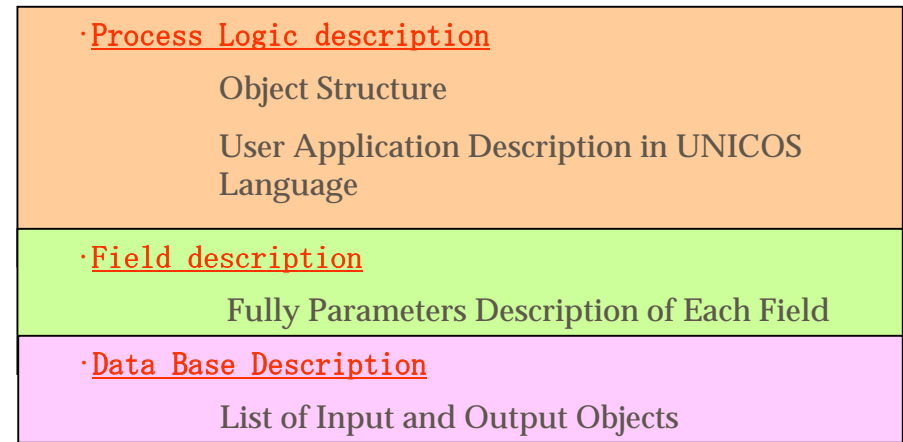 ·Process Logic description
Object Structure
User Application Description in UNICOS
Language
·Field description
Fully Parameters Description of Each Field
·Data Base Description
List of Input and Output Objects